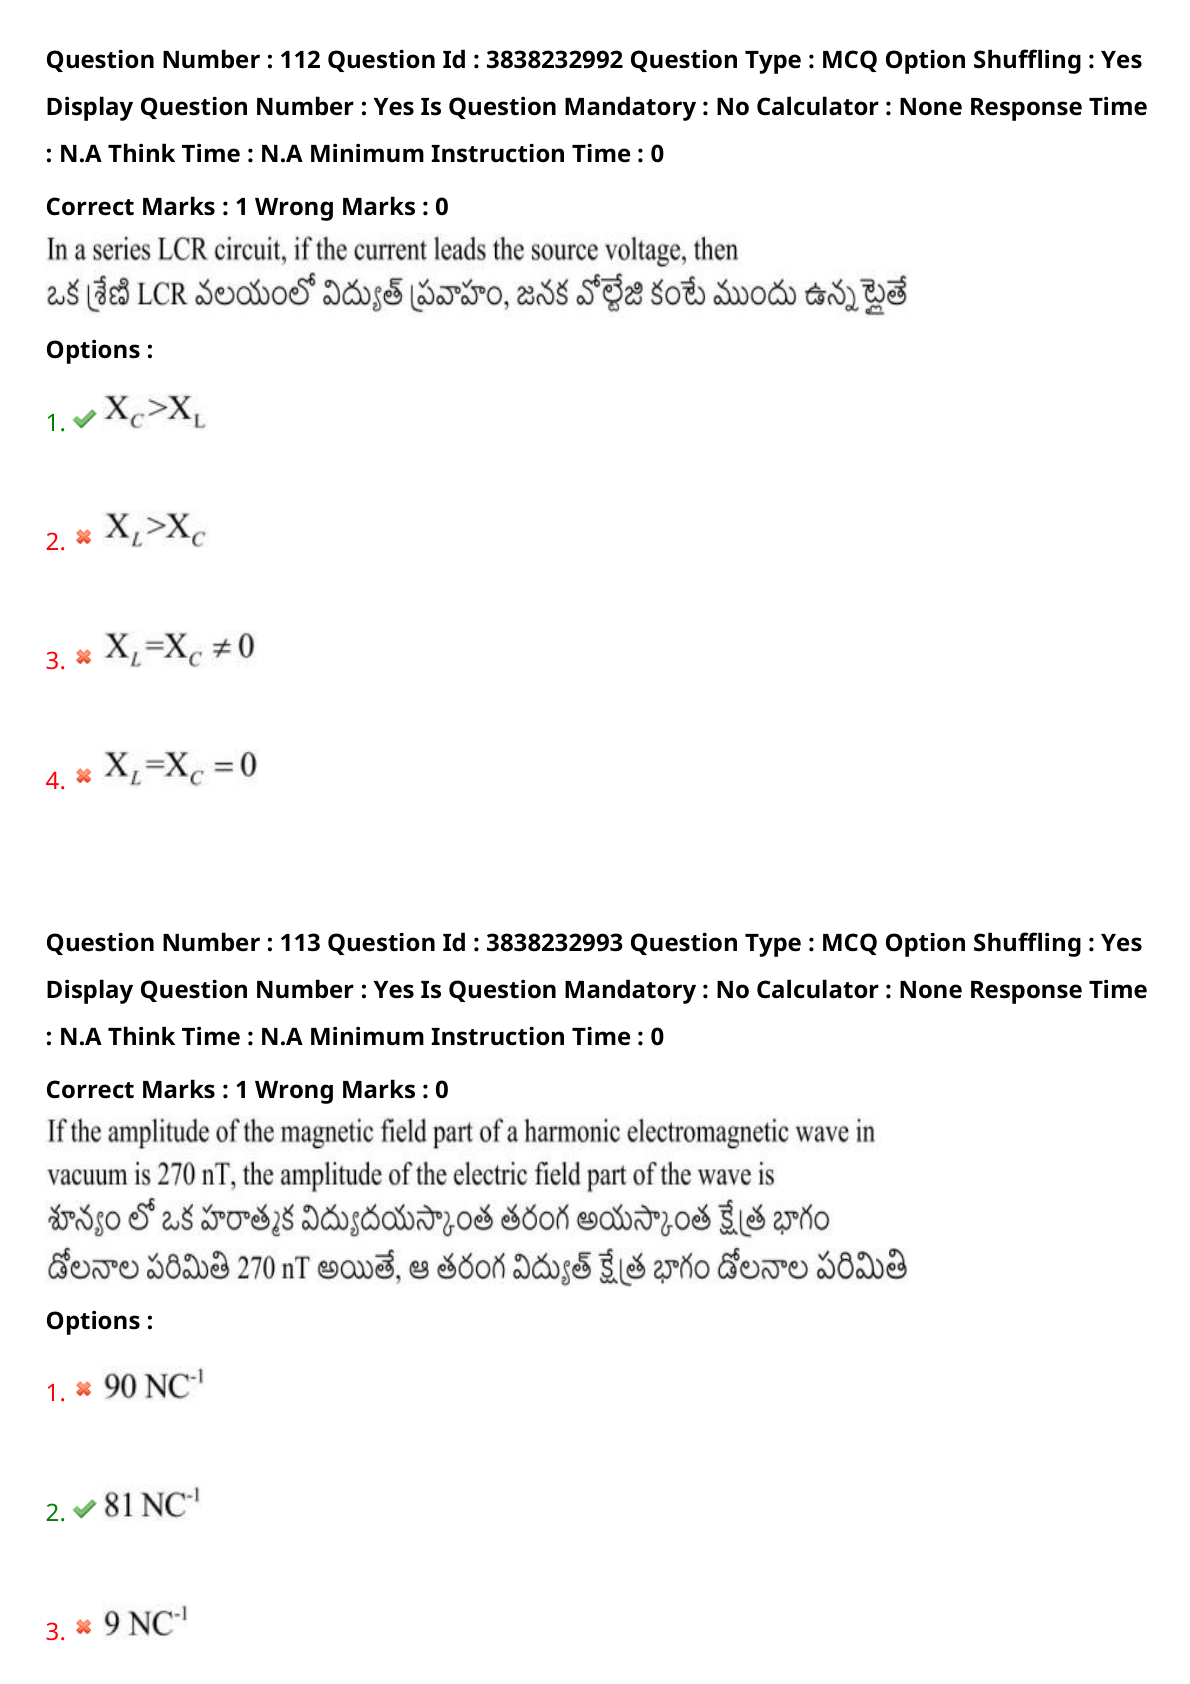 Question Number : 112 Question Id : 3838232992 Question Type : MCQ Option Shuffling : Yes
Display Question Number : Yes Is Question Mandatory : No Calculator : None Response Time
: N.A Think Time : N.A Minimum Instruction Time : 0
Correct Marks : 1 Wrong Marks : 0
In a series LCR circuit, if the current leads the source voltage, then
ఒక శ్రేణి LCR వలయంలో విద్యుత్ ప్రవాహం, జనక వోల్టేజి కంటే ముందు ఉన్నట్లైతే
Options :
1. X_C>X_L
2. X_L>X_C
3. X_L=X_C ≠ 0
4. X_L=X_C = 0
Question Number : 113 Question Id : 3838232993 Question Type : MCQ Option Shuffling : Yes
Display Question Number : Yes Is Question Mandatory : No Calculator : None Response Time
: N.A Think Time : N.A Minimum Instruction Time : 0
Correct Marks : 1 Wrong Marks : 0
If the amplitude of the magnetic field part of a harmonic electromagnetic wave in
vacuum is 270 nT, the amplitude of the electric field part of the wave is
శూన్యం లో ఒక హరాత్మక విద్యుదయస్కాంత తరంగ అయస్కాంత క్షేత్ర భాగం
డోలనాల పరిమితి 270 nT అయితే, ఆ తరంగ విద్యుత్ క్షేత్ర భాగం డోలనాల పరిమితి
Options :
1. 90 NC⁻¹
2. 81 NC⁻¹
3. 9 NC⁻¹